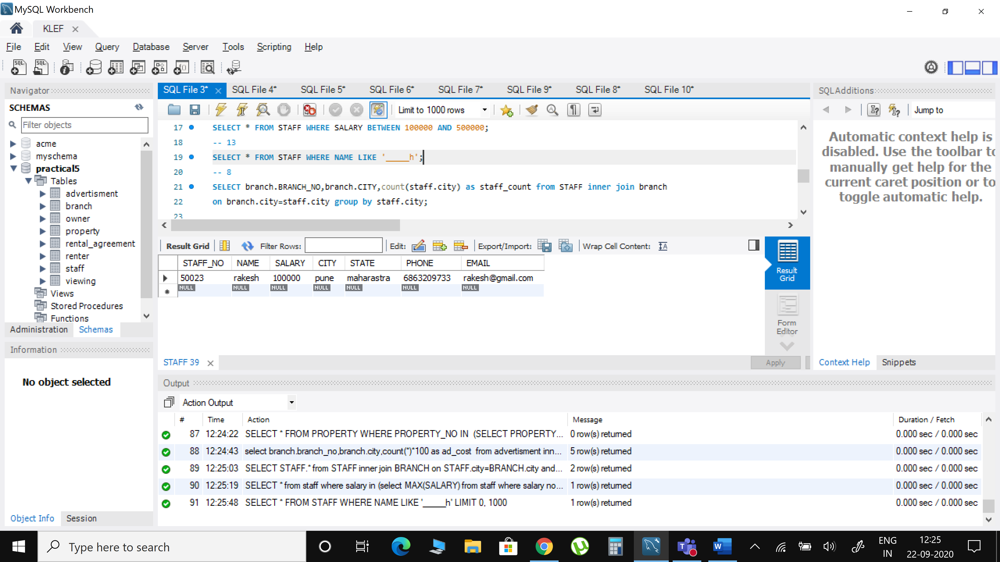 MySQL Workbench
KLEF
File Edit View Query Database Server Tools Scripting Help
Navigator
SCHEMAS
Filter objects
acme
myschema
practical5
Tables
advertisment
branch
owner
property
rental_agreement
renter
staff
viewing
Views
Stored Procedures
Functions
Administration Schemas
Information
No object selected
Object Info Session
SQL File 3* SQL File 4* SQL File 5* SQL File 6* SQL File 7* SQL File 9* SQL File 8* SQL File 10*
Limit to 1000 rows
17 SELECT * FROM STAFF WHERE SALARY BETWEEN 100000 AND 500000;
18 -- 13
19 SELECT * FROM STAFF WHERE NAME LIKE '_____h';
20 -- 8
21 SELECT branch.BRANCH_NO,branch.CITY,count(staff.city) as staff_count from STAFF inner join branch
22 on branch.city=staff.city group by staff.city;
23
Result Grid Filter Rows: Edit: Export/Import: Wrap Cell Content:
STAFF_NO NAME SALARY CITY STATE PHONE EMAIL
50023 rakesh 100000 pune maharastra 6863209733 rakesh@gmail.com
NULL NULL NULL NULL NULL NULL NULL
Result
Grid
Form
Editor
STAFF 39
Apply
SQLAdditions
Jump to
Automatic context help is
disabled. Use the toolbar to
manually get help for the
current caret position or to
toggle automatic help.
Context Help Snippets
Output
Action Output
# Time Action Message Duration / Fetch
87 12:24:22 SELECT * FROM PROPERTY WHERE PROPERTY_NO IN (SELECT PROPERTY... 0 row(s) returned 0.000 sec / 0.000 sec
88 12:24:43 select branch.branch_no,branch.city,count(*)*100 as ad_cost from advertisment inn... 5 row(s) returned 0.000 sec / 0.000 sec
89 12:25:03 SELECT STAFF.* from STAFF inner join BRANCH on STAFF.city=BRANCH.city and... 2 row(s) returned 0.000 sec / 0.000 sec
90 12:25:19 SELECT * from staff where salary in (select MAX(SALARY) from staff where salary no... 1 row(s) returned 0.000 sec / 0.000 sec
91 12:25:48 SELECT * FROM STAFF WHERE NAME LIKE '_____h' LIMIT 0, 1000 1 row(s) returned 0.000 sec / 0.000 sec
Type here to search
ENG
IN
12:25
22-09-2020